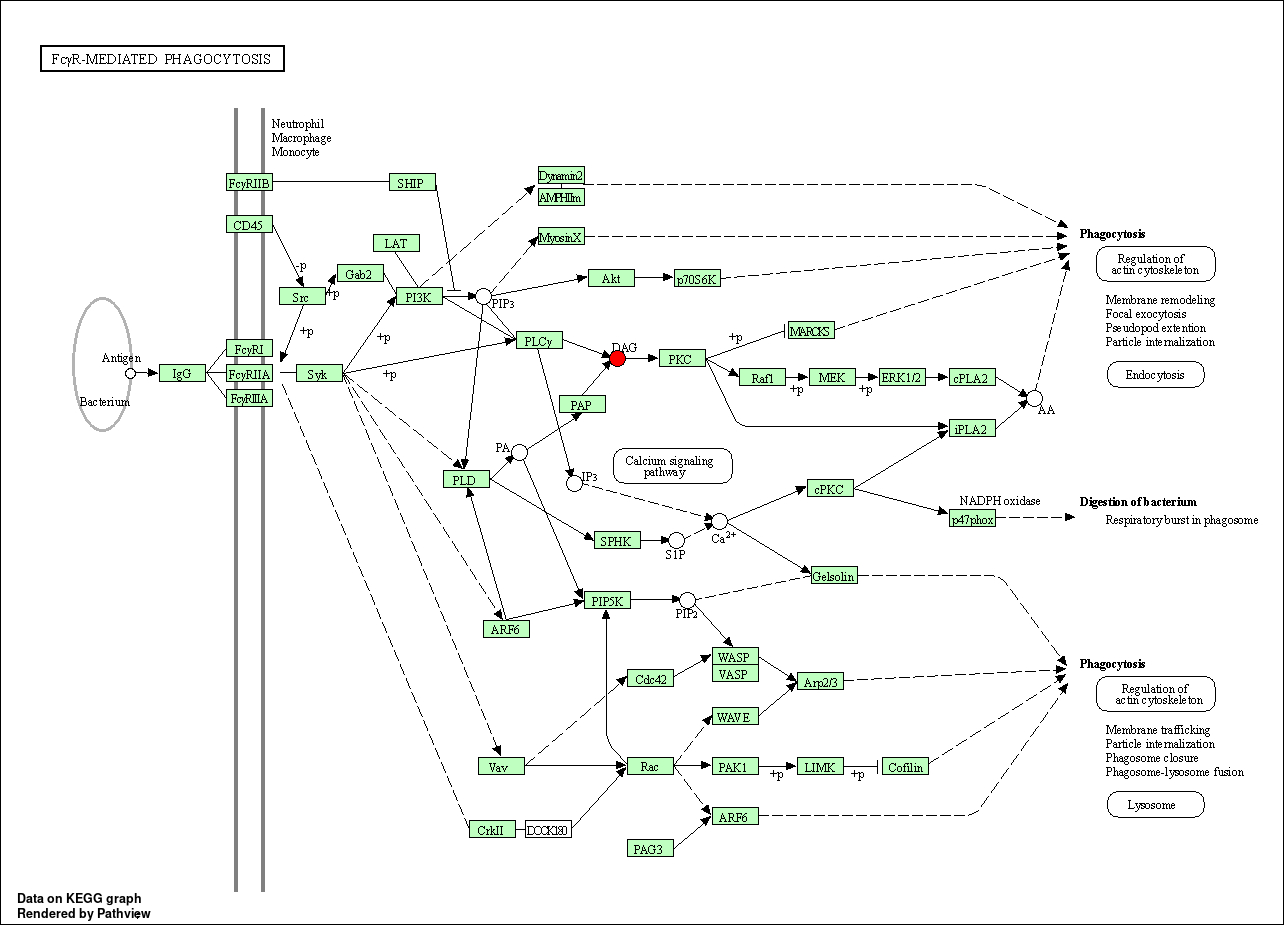 FcγR-MEDIATED PHAGOCYTOSIS
Neutrophil
Macrophage
Monocyte
FcγRIIB
SHIP
Dynamin2
AMPHIIm
CD45
LAT
MyosinX
Phagocytosis
Regulation of
actin cytoskeleton
-p
Gab2
+p
Src
PI3K
PIP3
Akt
p70S6K
Membrane remodeling
Focal exocytosis
Pseudopod extention
Particle internalization
+p
+p
PLCγ
DAG
+p
MARCKS
Antigen
FcγRI
IgG
FcγRIIA
Syk
+p
PKC
Raf1
+p
MEK
+p
ERK1/2
cPLA2
Endocytosis
Bacterium
FcγRIIIA
PAP
AA
iPLA2
PA
Calcium signaling
pathway
PLD
IP3
cPKC
NADPH oxidase
p47phox
Digestion of bacterium
Respiratory burst in phagosome
SPHK
S1P
Ca2+
Gelsolin
PIP5K
PIP2
ARF6
WASP
VASP
Cdc42
Arp2/3
Phagocytosis
Regulation of
actin cytoskeleton
WAVE
Membrane trafficking
Particle internalization
Phagosome closure
Phagosome-lysosome fusion
Vav
Rac
PAK1
+p
LIMK
+p
Cofilin
Lysosome
CrkII
DOCK180
ARF6
PAG3
Data on KEGG graph
Rendered by Pathview